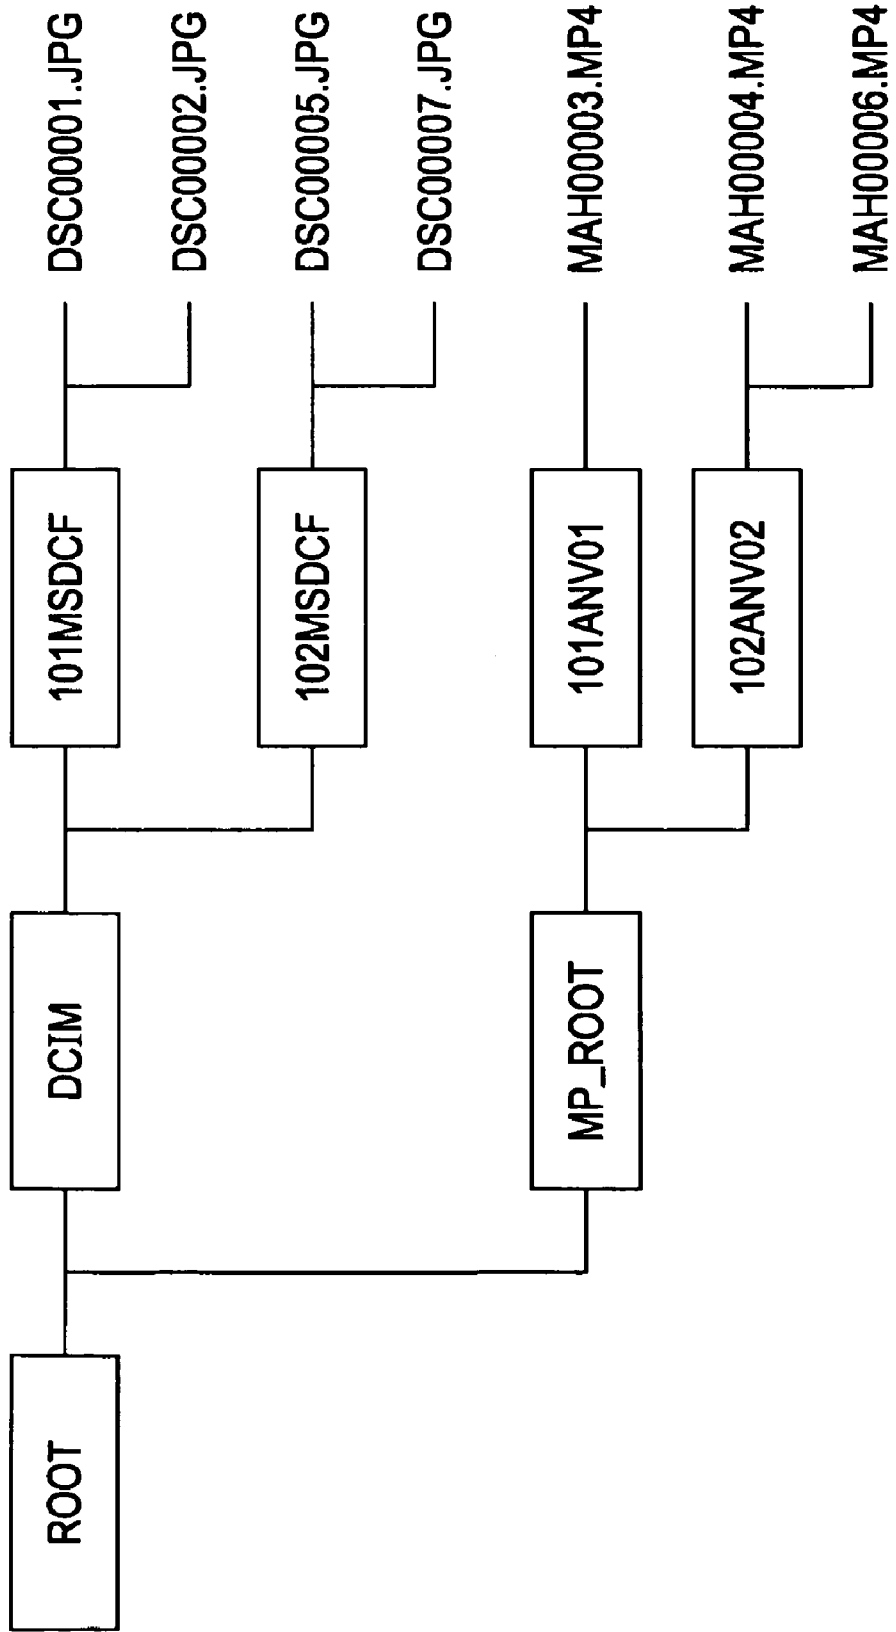 ROOT
DCIM
101MSDCF
DSC00001.JPG
DSC00002.JPG
102MSDCF
DSC00005.JPG
DSC00007.JPG
MP_ROOT
101ANV01
MAH00003.MP4
102ANV02
MAH00004.MP4
MAH00006.MP4